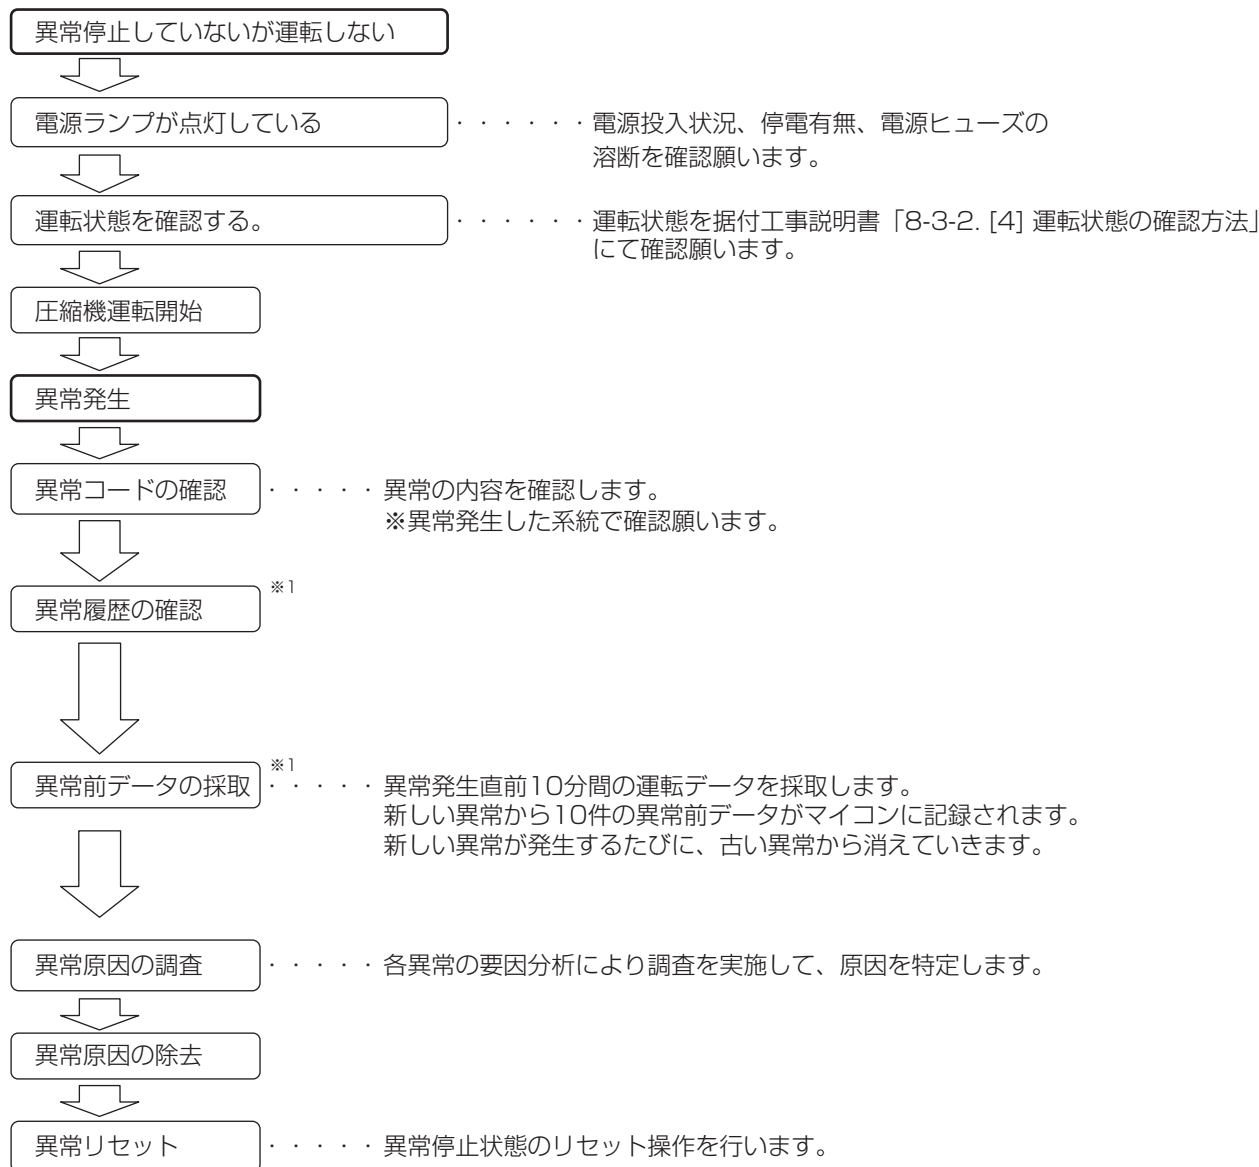 異常停止していないが運転しない
電源ランプが点灯している
・・・・・・電源投入状況、停電有無、電源ヒューズの
溶断を確認願います。
運転状態を確認する。
・・・・・・運転状態を据付工事説明書「8-3-2. [4] 運転状態の確認方法」
にて確認願います。
圧縮機運転開始
異常発生
異常コードの確認
・・・・・異常の内容を確認します。
※異常発生した系統で確認願います。
異常履歴の確認
※1
異常前データの採取
※1
・・・・・異常発生直前10分間の運転データを採取します。
新しい異常から10件の異常前データがマイコンに記録されます。
新しい異常が発生するたびに、古い異常から消えていきます。
異常原因の調査
・・・・・各異常の要因分析により調査を実施して、原因を特定します。
異常原因の除去
異常リセット
・・・・・異常停止状態のリセット操作を行います。